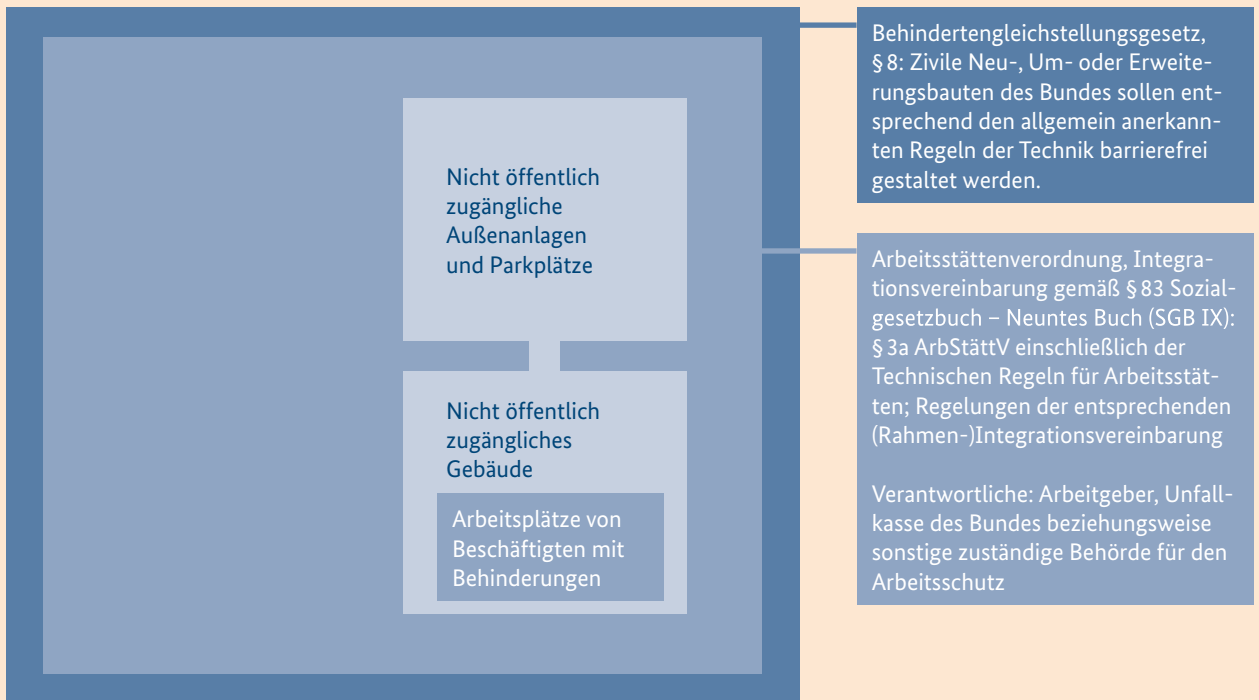 Nicht öffentlich
zugängliche
Außenanlagen
und Parkplätze
Nicht öffentlich
zugängliches
Gebäude
Arbeitsplätze von
Beschäftigten mit
Behinderungen
Behindertengleichstellungsgesetz,
§ 8: Zivile Neu-, Um- oder Erweite-
rungsbauten des Bundes sollen ent-
sprechend den allgemein anerkann-
ten Regeln der Technik barrierefrei
gestaltet werden.
Arbeitsstättenverordnung, Integra-
tionsvereinbarung gemäß § 83 Sozial-
gesetzbuch – Neuntes Buch (SGB IX):
§ 3a ArbStättV einschließlich der
Technischen Regeln für Arbeitsstät-
ten; Regelungen der entsprechenden
(Rahmen-)Integrationsvereinbarung
Verantwortliche: Arbeitgeber, Unfall-
kasse des Bundes beziehungsweise
sonstige zuständige Behörde für den
Arbeitsschutz